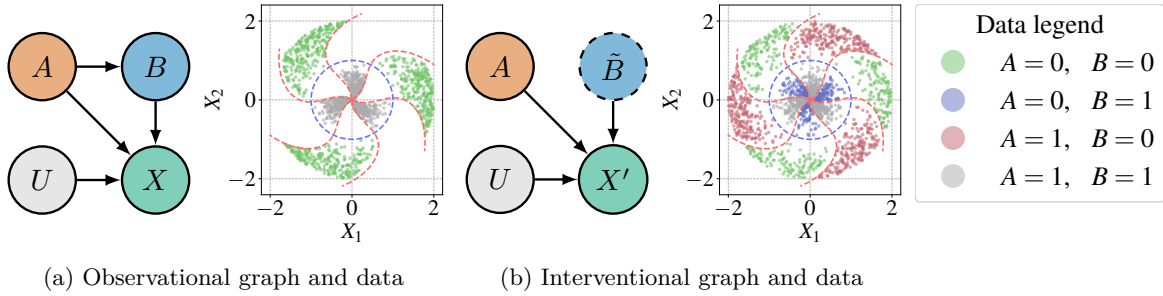 A
B
U
X
X₂
2
0
−2
−2
0
2
X₁
A
B̃
U
X′
X₂
2
0
−2
−2
0
2
X₁
Data legend
A = 0, B = 0
A = 0, B = 1
A = 1, B = 0
A = 1, B = 1
(a) Observational graph and data
(b) Interventional graph and data